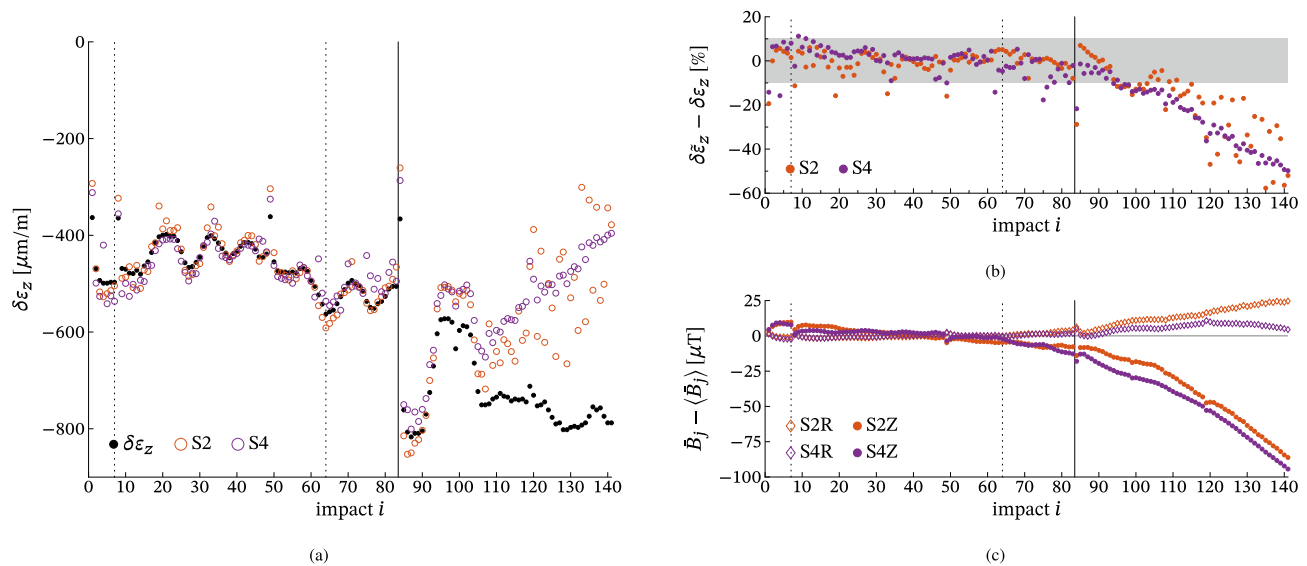 0
−200
−400
−600
−800
δε_z [μm/m]
δε_z S2 S4
0 10 20 30 40 50 60 70 80 90 100 110 120 130 140
impact i
(a)
20
0
−20
−40
−60
δε̃_z − δε_z [%]
S2 S4
0 10 20 30 40 50 60 70 80 90 100 110 120 130 140
impact i
(b)
25
0
−25
−50
−75
−100
B̄_j − ⟨B̄_j⟩ [μT]
S2R S2Z
S4R S4Z
0 10 20 30 40 50 60 70 80 90 100 110 120 130 140
impact i
(c)